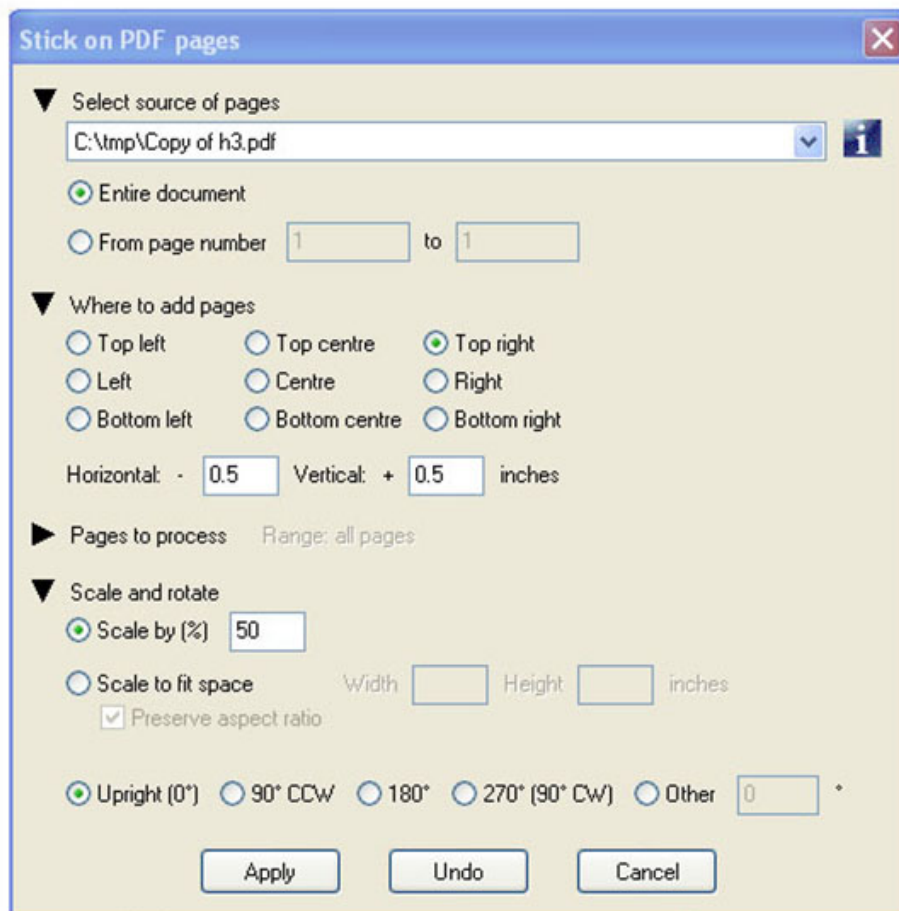 Stick on PDF pages
Select source of pages
C:\tmp\Copy of h3.pdf
i
Entire document
From page number 1 to 1
Where to add pages
Top left Top centre Top right
Left Centre Right
Bottom left Bottom centre Bottom right
Horizontal: - 0.5 Vertical: + 0.5 inches
Pages to process Range: all pages
Scale and rotate
Scale by (%) 50
Scale to fit space Width Height inches
Preserve aspect ratio
Upright (0°) 90° CCW 180° 270° (90° CW) Other 0 °
Apply Undo Cancel